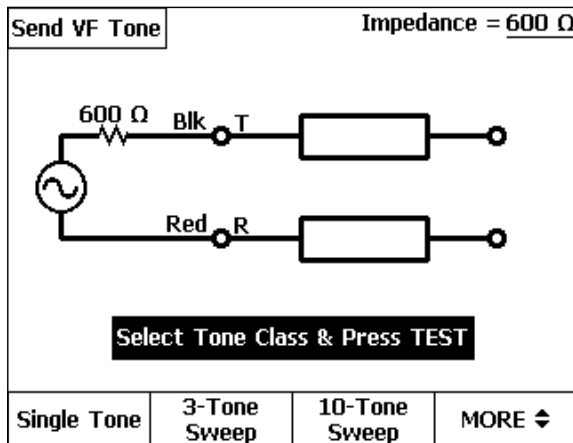 Send VF Tone
Impedance = 600 Ω
600 Ω
Blk T
Red R
Select Tone Class & Press TEST
Single Tone
3-Tone
Sweep
10-Tone
Sweep
MORE